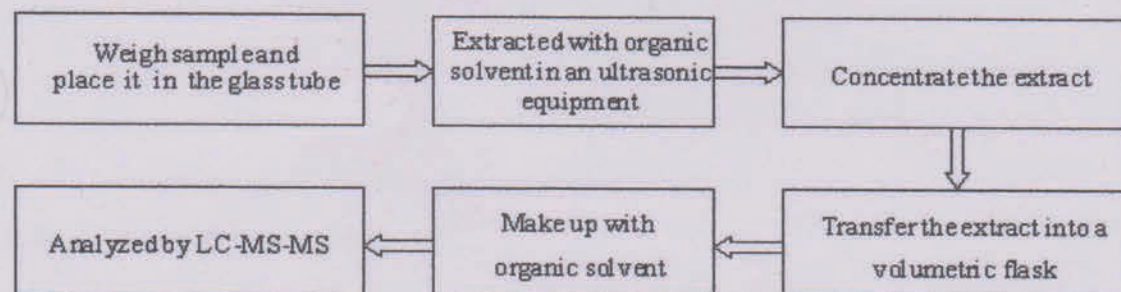 Weigh sample and
place it in the glass tube
Extracted with organic
solvent in an ultrasonic
equipment
Concentrate the extract
Transfer the extract into a
volumetric flask
Make up with
organic solvent
Analyzed by LC-MS-MS